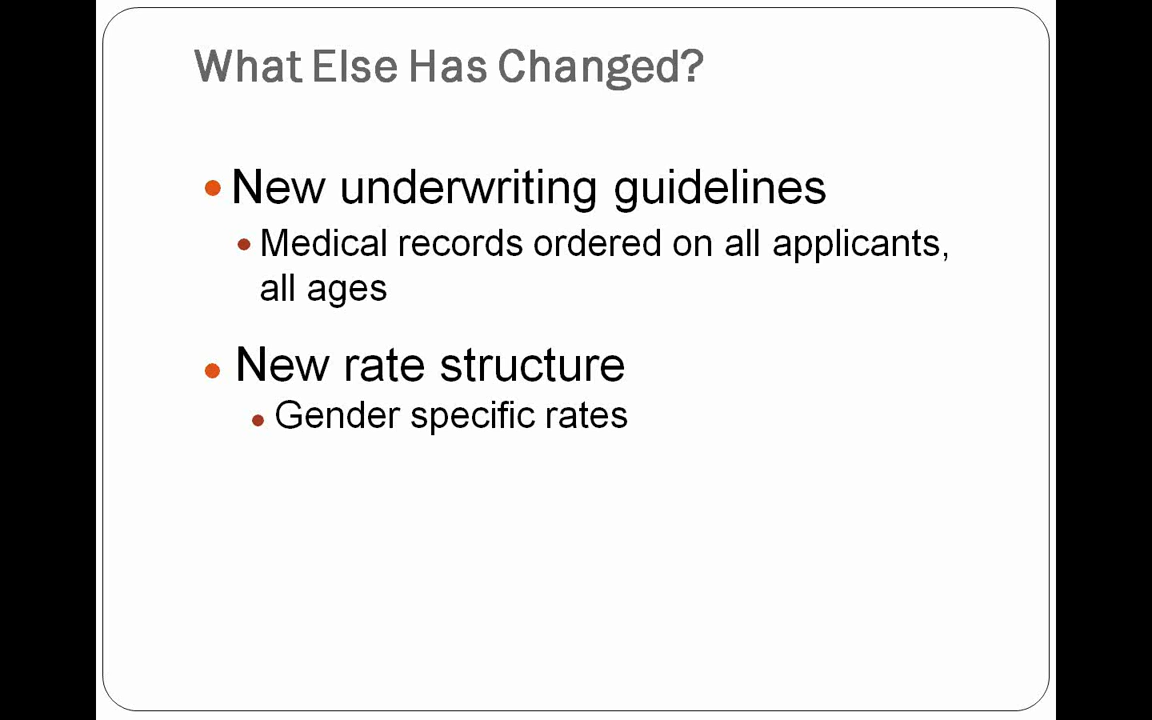 What Else Has Changed?
• New underwriting guidelines
• Medical records ordered on all applicants,
all ages
• New rate structure
• Gender specific rates